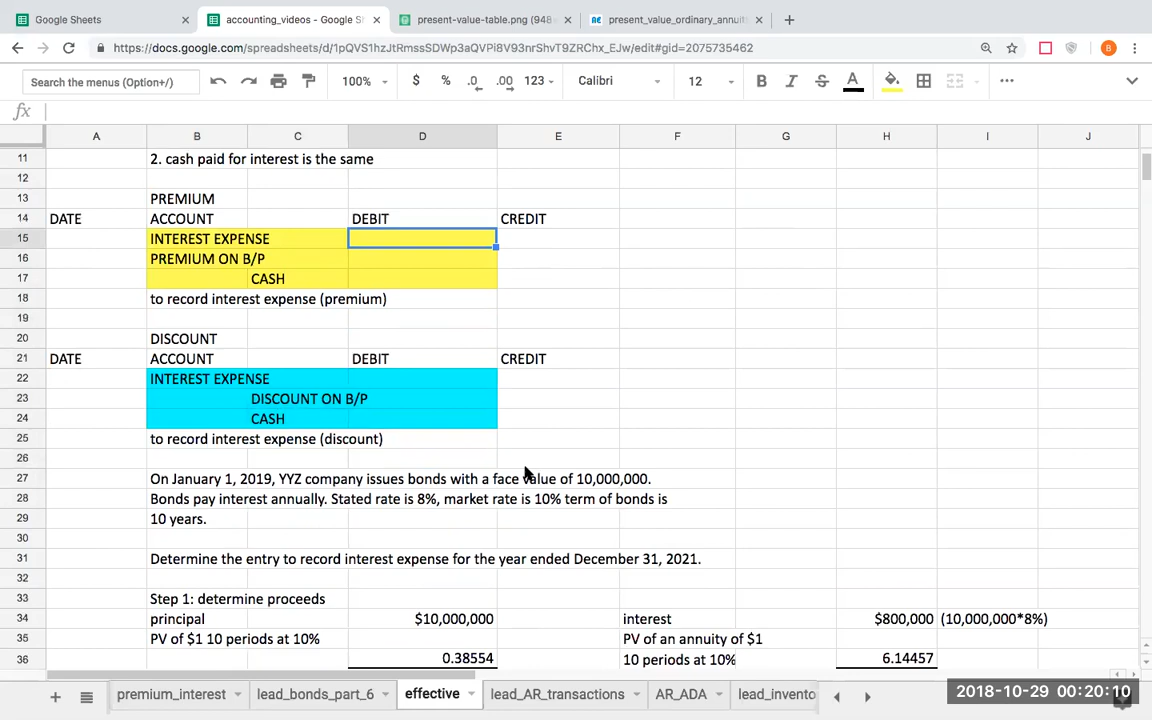 Google Sheets
accounting_videos - Google S
present-value-table.png (948
present_value_ordinary_annuit
https://docs.google.com/spreadsheets/d/1pQVS1hzJtRmssSDWp3aQVPi8V93nrShvT9ZRChx_EJw/edit#gid=2075735462
B
Search the menus (Option+/)
100% $ % .0 .00 123 Calibri 12 B I S A
fx
A B C D E F G H I J
11 2. cash paid for interest is the same
12
13 PREMIUM
14 DATE ACCOUNT DEBIT CREDIT
15 INTEREST EXPENSE
16 PREMIUM ON B/P
17 CASH
18 to record interest expense (premium)
19
20 DISCOUNT
21 DATE ACCOUNT DEBIT CREDIT
22 INTEREST EXPENSE
23 DISCOUNT ON B/P
24 CASH
25 to record interest expense (discount)
26
27 On January 1, 2019, YYZ company issues bonds with a face value of 10,000,000.
28 Bonds pay interest annually. Stated rate is 8%, market rate is 10% term of bonds is
29 10 years.
30
31 Determine the entry to record interest expense for the year ended December 31, 2021.
32
33 Step 1: determine proceeds
34 principal $10,000,000 interest $800,000 (10,000,000*8%)
35 PV of $1 10 periods at 10% PV of an annuity of $1
36 0.38554 10 periods at 10% 6.14457
premium_interest lead_bonds_part_6 effective lead_AR_transactions AR_ADA lead_invento
2018-10-29 00:20:10